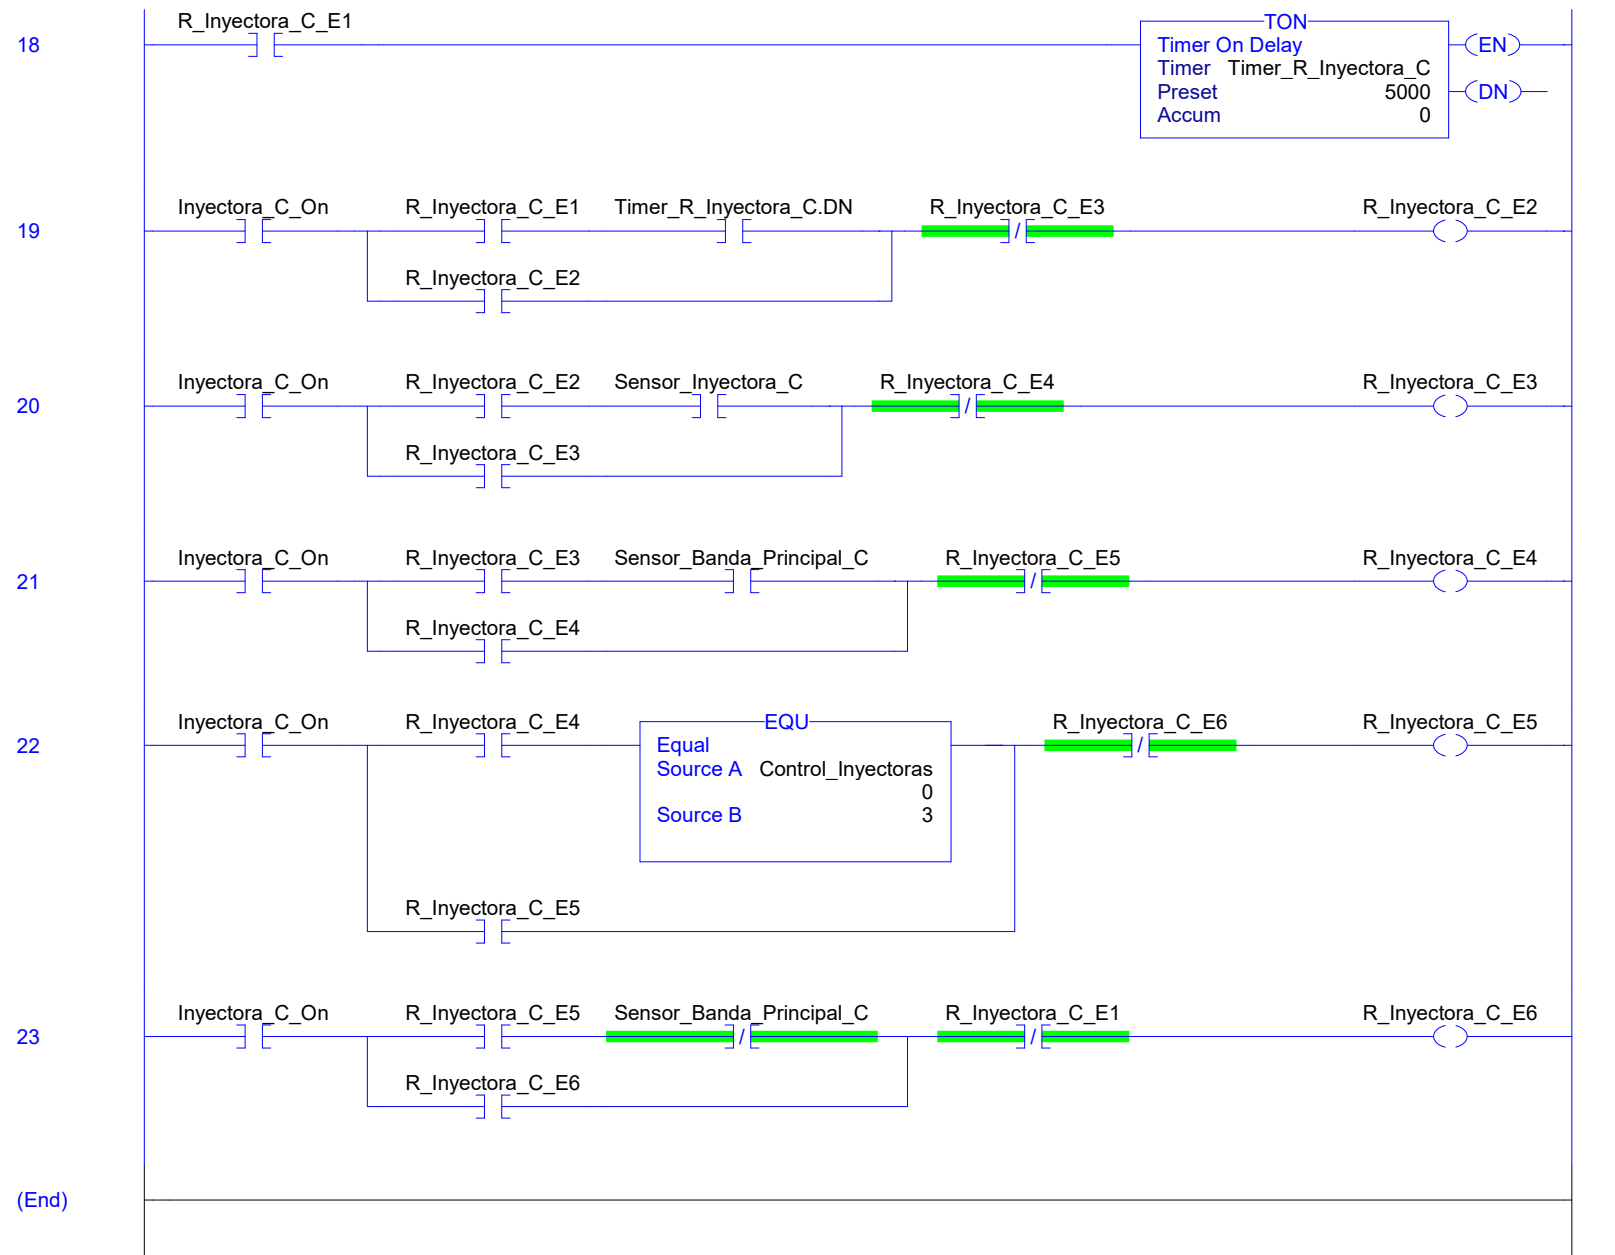 R_Inyectora_C_E1
TON
18
Timer On Delay
EN
Timer Timer_R_Inyectora_C
Preset 5000
DN
Accum 0
Inyectora_C_On R_Inyectora_C_E1 Timer_R_Inyectora_C.DN R_Inyectora_C_E3 R_Inyectora_C_E2
19
/
R_Inyectora_C_E2
Inyectora_C_On R_Inyectora_C_E2 Sensor_Inyectora_C R_Inyectora_C_E4 R_Inyectora_C_E3
20
/
R_Inyectora_C_E3
Inyectora_C_On R_Inyectora_C_E3 Sensor_Banda_Principal_C R_Inyectora_C_E5 R_Inyectora_C_E4
21
/
R_Inyectora_C_E4
Inyectora_C_On R_Inyectora_C_E4 EQU R_Inyectora_C_E6 R_Inyectora_C_E5
22
Equal
/
Source A Control_Inyectoras
0
Source B 3
R_Inyectora_C_E5
Inyectora_C_On R_Inyectora_C_E5 Sensor_Banda_Principal_C R_Inyectora_C_E1 R_Inyectora_C_E6
23
/ /
R_Inyectora_C_E6
(End)